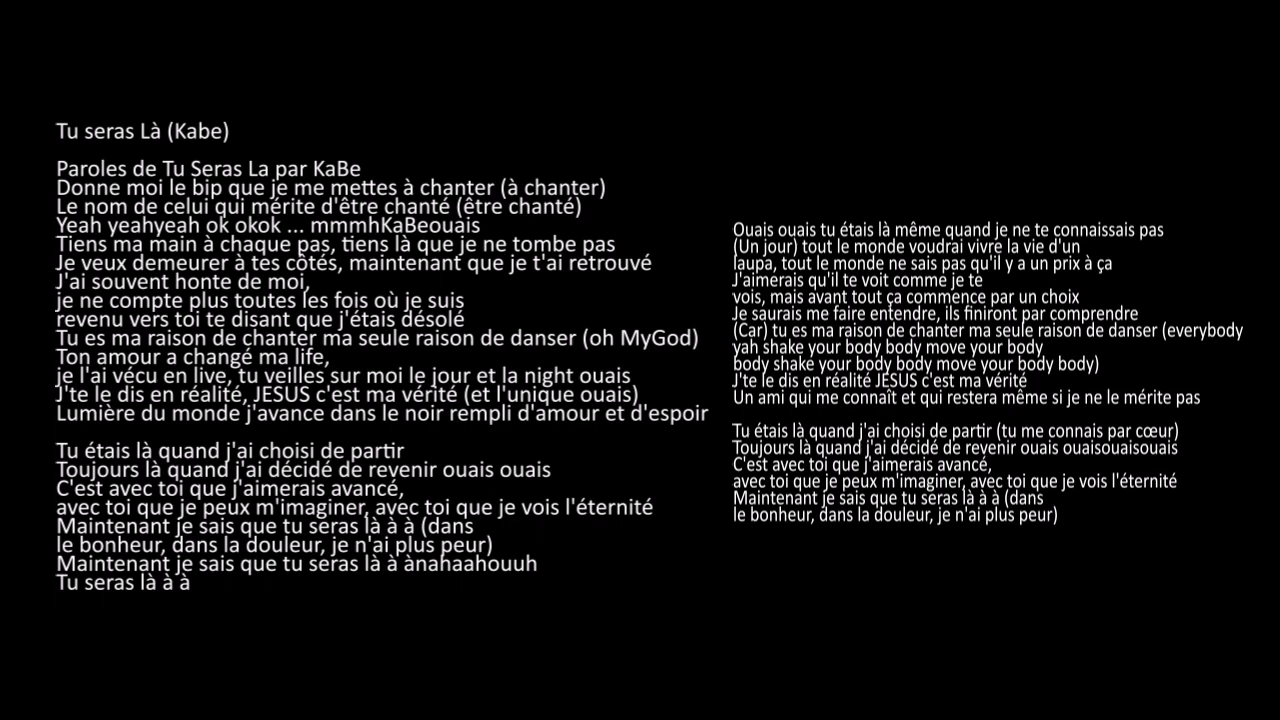 Tu seras Là (Kabe)
Paroles de Tu Seras La par KaBe
Donne moi le bip que je me mettes à chanter (à chanter)
Le nom de celui qui mérite d'être chanté (être chanté)
Yeah yeahyeah ok okok ... mmmhKaBeouais
Tiens ma main à chaque pas, tiens là que je ne tombe pas
Je veux demeurer à tes côtés, maintenant que je t'ai retrouvé
J'ai souvent honte de moi,
je ne compte plus toutes les fois où je suis
revenu vers toi te disant que j'étais désolé
Tu es ma raison de chanter ma seule raison de danser (oh MyGod)
Ton amour a changé ma life,
je l'ai vécu en live, tu veilles sur moi le jour et la night ouais
J'te le dis en réalité, JESUS c'est ma vérité (et l'unique ouais)
Lumière du monde j'avance dans le noir rempli d'amour et d'espoir
Tu étais là quand j'ai choisi de partir
Toujours là quand j'ai décidé de revenir ouais ouais
C'est avec toi que j'aimerais avancé,
avec toi que je peux m'imaginer, avec toi que je vois l'éternité
Maintenant je sais que tu seras là à à (dans
le bonheur, dans la douleur, je n'ai plus peur)
Maintenant je sais que tu seras là à ànahaahouuh
Tu seras là à à
Ouais ouais tu étais là même quand je ne te connaissais pas
(Un jour) tout le monde voudrai vivre la vie d'un
laupa, tout le monde ne sais pas qu'il y a un prix à ça
J'aimerais qu'il te voit comme je te
vois, mais avant tout ça commence par un choix
Je saurais me faire entendre, ils finiront par comprendre
(Car) tu es ma raison de chanter ma seule raison de danser (everybody
yah shake your body body move your body
body shake your body body move your body body)
J'te le dis en réalité JESUS c'est ma vérité
Un ami qui me connaît et qui restera même si je ne le mérite pas
Tu étais là quand j'ai choisi de partir (tu me connais par cœur)
Toujours là quand j'ai décidé de revenir ouais ouaisouaisouais
C'est avec toi que j'aimerais avancé,
avec toi que je peux m'imaginer, avec toi que je vois l'éternité
Maintenant je sais que tu seras là à à (dans
le bonheur, dans la douleur, je n'ai plus peur)